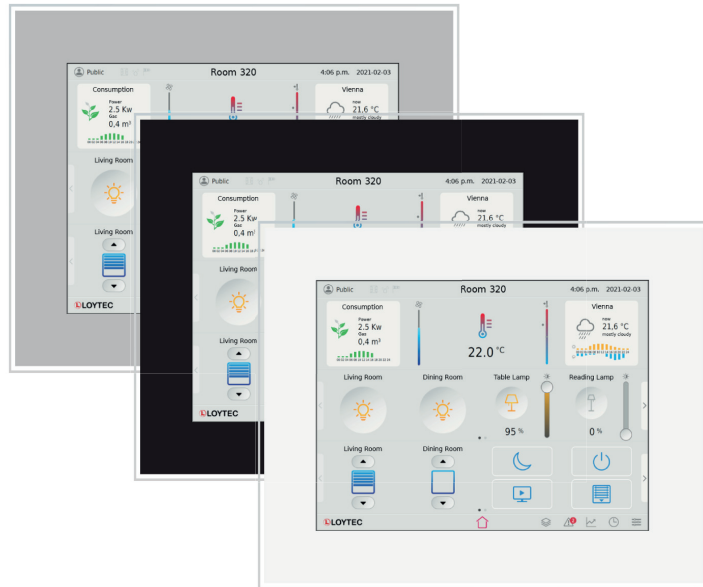 Public
Room 320
4:06 p.m. 2021-02-03
Consumption
Power
2.5 Kw
Gas
0,4 m³
Vienna
now
21,6 °C
mostly cloudy
Living Room
Living Room
LOYTEC
Public
Room 320
4:06 p.m. 2021-02-03
Consumption
Power
2.5 Kw
Gas
0,4 m³
Vienna
now
21,6 °C
mostly cloudy
Living Room
Living Room
LOYTEC
Public
Room 320
4:06 p.m. 2021-02-03
Consumption
Power
2.5 Kw
Gas
0,4 m³
22.0 °C
Vienna
now
21,6 °C
mostly cloudy
Living Room Dining Room Table Lamp Reading Lamp
95 % 0 %
Living Room Dining Room
LOYTEC